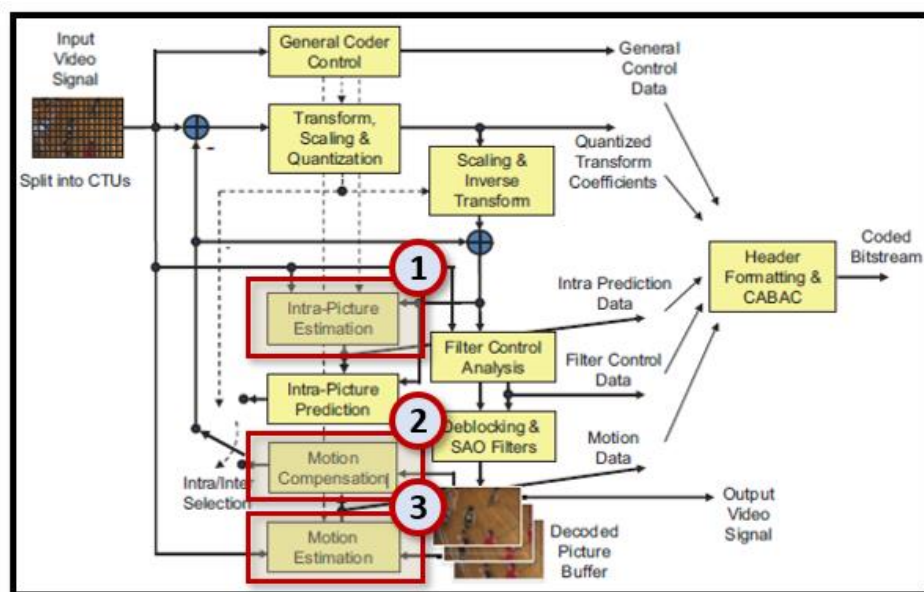 Input
Video
Signal
Split into CTUs
General Coder
Control
Transform,
Scaling &
Quantization
Scaling &
Inverse
Transform
General
Control
Data
Quantized
Transform
Coefficients
-
-
1
Intra-Picture
Estimation
Intra Prediction
Data
Header
Formatting &
CABAC
Coded
Bitstream
Filter Control
Analysis
Filter Control
Data
Intra-Picture
Prediction
2
Deblocking &
SAO Filters
Motion
Compensation
Motion
Data
Intra/Inter
Selection
3
Motion
Estimation
Output
Video
Signal
Decoded
Picture
Buffer